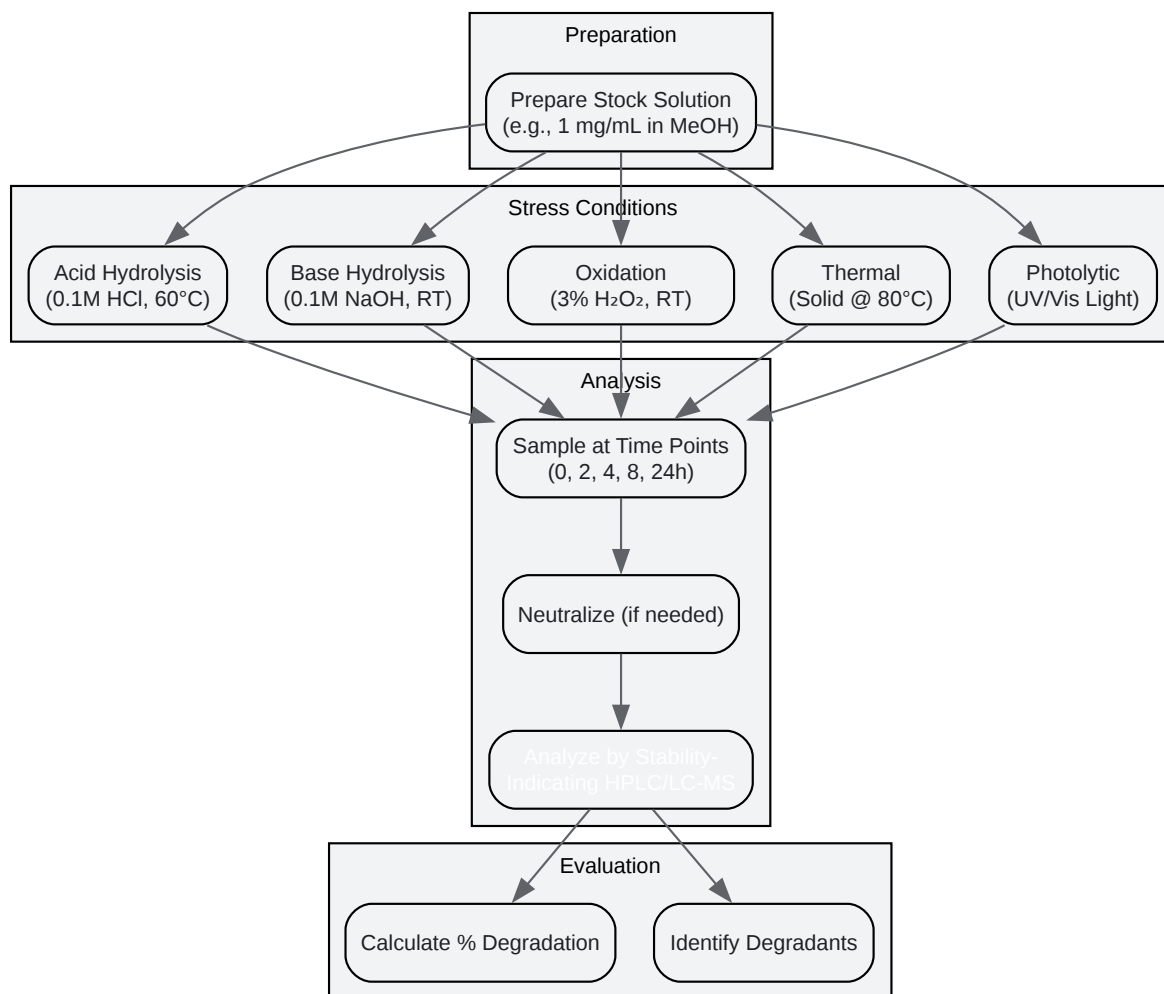 Preparation
Prepare Stock Solution
(e.g., 1 mg/mL in MeOH)
Stress Conditions
Acid Hydrolysis
(0.1M HCl, 60°C)
Base Hydrolysis
(0.1M NaOH, RT)
Oxidation
(3% H₂O₂, RT)
Thermal
(Solid @ 80°C)
Photolytic
(UV/Vis Light)
Analysis
Sample at Time Points
(0, 2, 4, 8, 24h)
Neutralize (if needed)
Analyze by Stability-
Indicating HPLC/LC-MS
Evaluation
Calculate % Degradation
Identify Degradants